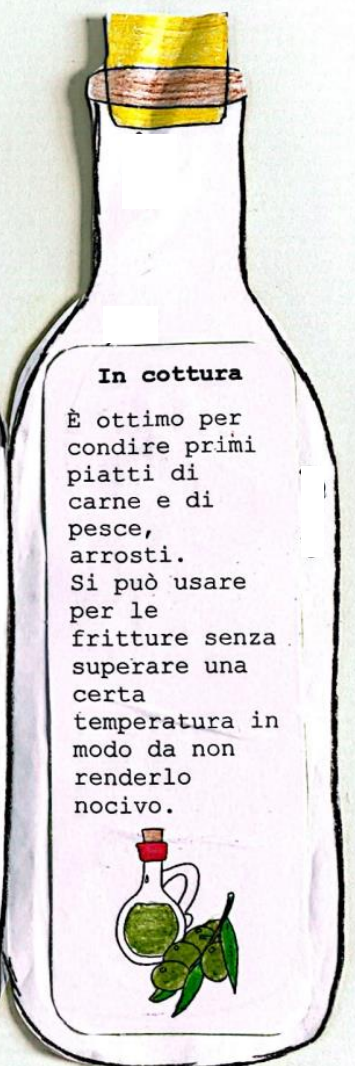 In cottura
È ottimo per
condire primi
piatti di
carne e di
pesce,
arrosti.
Si può usare
per le
fritture senza
superare una
certa
temperatura in
modo da non
renderlo
nocivo.